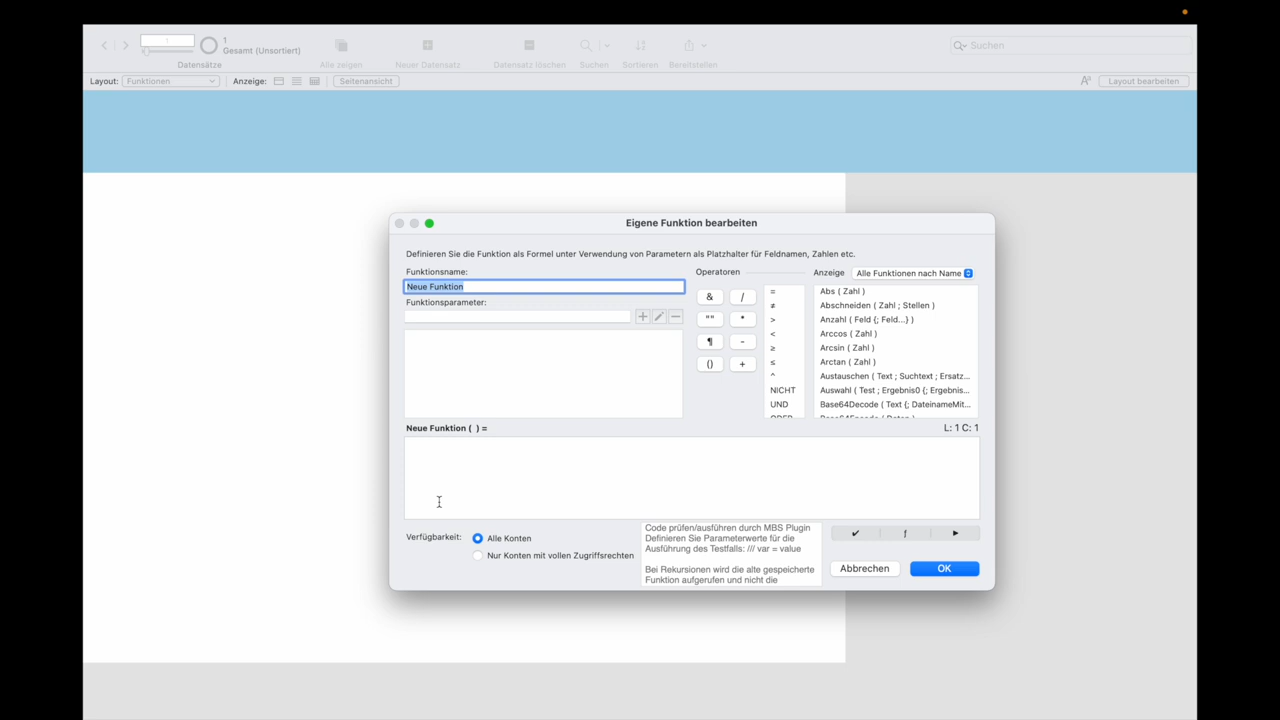 1
1
Gesamt (Unsortiert)
Datensätze
Alle zeigen
Neuer Datensatz
Datensatz löschen
Suchen
Sortieren
Bereitstellen
Suchen
Layout:
Funktionen
Anzeige:
Seitenansicht
Layout bearbeiten
Eigene Funktion bearbeiten
Definieren Sie die Funktion als Formel unter Verwendung von Parametern als Platzhalter für Feldnamen, Zahlen etc.
Funktionsname:
Neue Funktion
Funktionsparameter:
Operatoren
& /
"" *
¶ -
() +
=
≠
>
<
≥
≤
^
NICHT
UND
Anzeige
Alle Funktionen nach Name
Abs ( Zahl )
Abschneiden ( Zahl ; Stellen )
Anzahl ( Feld {; Feld...} )
Arccos ( Zahl )
Arcsin ( Zahl )
Arctan ( Zahl )
Austauschen ( Text ; Suchtext ; Ersatz...
Auswahl ( Test ; Ergebnis0 {; Ergebnis...
Base64Decode ( Text {; DateinameMit...
Neue Funktion ( ) =
L: 1 C: 1
Verfügbarkeit:
Alle Konten
Nur Konten mit vollen Zugriffsrechten
Code prüfen/ausführen durch MBS Plugin
Definieren Sie Parameterwerte für die
Ausführung des Testfalls: /// var = value
Bei Rekursionen wird die alte gespeicherte
Funktion aufgerufen und nicht die
Abbrechen
OK